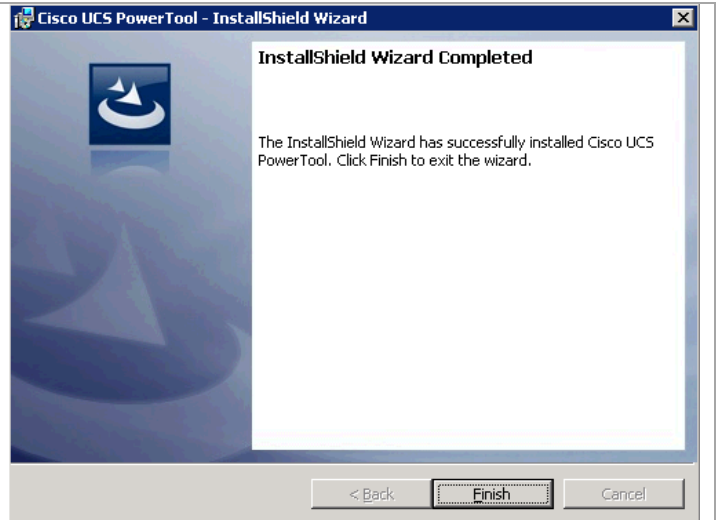 Cisco UCS PowerTool - InstallShield Wizard
InstallShield Wizard Completed
The InstallShield Wizard has successfully installed Cisco UCS
PowerTool. Click Finish to exit the wizard.
< Back
Finish
Cancel